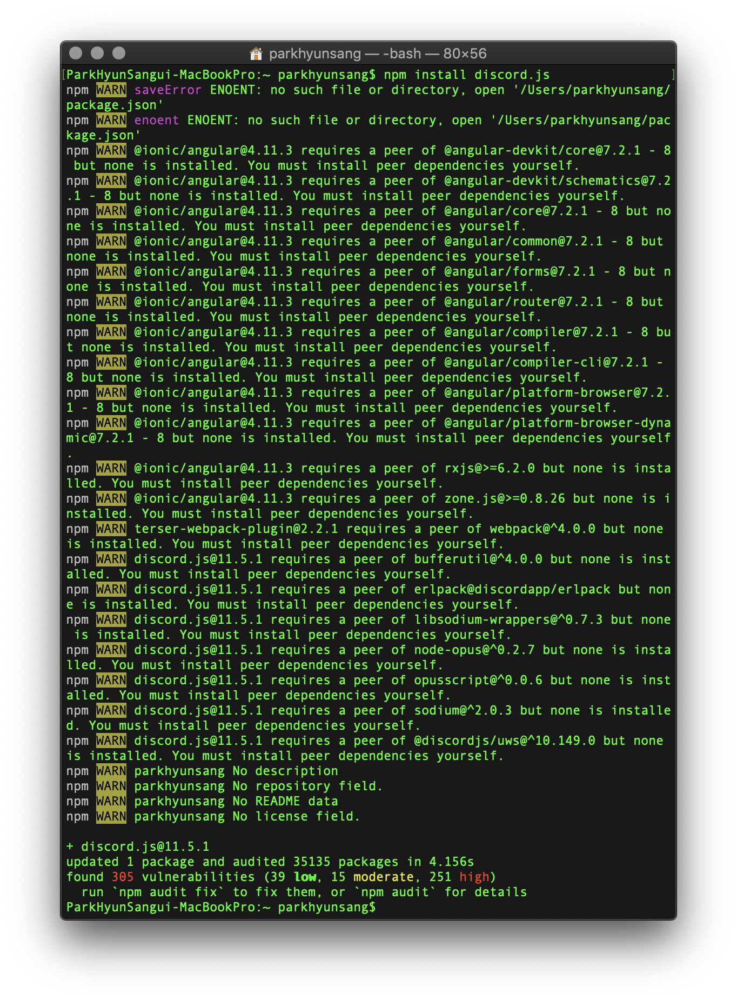 parkhyunsang — -bash — 80×56
[ParkHyunSangui-MacBookPro:~ parkhyunsang$ npm install discord.js ]
npm WARN saveError ENOENT: no such file or directory, open '/Users/parkhyunsang/
package.json'
npm WARN enoent ENOENT: no such file or directory, open '/Users/parkhyunsang/pac
kage.json'
npm WARN @ionic/angular@4.11.3 requires a peer of @angular-devkit/core@7.2.1 - 8
 but none is installed. You must install peer dependencies yourself.
npm WARN @ionic/angular@4.11.3 requires a peer of @angular-devkit/schematics@7.2
.1 - 8 but none is installed. You must install peer dependencies yourself.
npm WARN @ionic/angular@4.11.3 requires a peer of @angular/core@7.2.1 - 8 but no
ne is installed. You must install peer dependencies yourself.
npm WARN @ionic/angular@4.11.3 requires a peer of @angular/common@7.2.1 - 8 but
none is installed. You must install peer dependencies yourself.
npm WARN @ionic/angular@4.11.3 requires a peer of @angular/forms@7.2.1 - 8 but n
one is installed. You must install peer dependencies yourself.
npm WARN @ionic/angular@4.11.3 requires a peer of @angular/router@7.2.1 - 8 but
none is installed. You must install peer dependencies yourself.
npm WARN @ionic/angular@4.11.3 requires a peer of @angular/compiler@7.2.1 - 8 bu
t none is installed. You must install peer dependencies yourself.
npm WARN @ionic/angular@4.11.3 requires a peer of @angular/compiler-cli@7.2.1 -
8 but none is installed. You must install peer dependencies yourself.
npm WARN @ionic/angular@4.11.3 requires a peer of @angular/platform-browser@7.2.
1 - 8 but none is installed. You must install peer dependencies yourself.
npm WARN @ionic/angular@4.11.3 requires a peer of @angular/platform-browser-dyna
mic@7.2.1 - 8 but none is installed. You must install peer dependencies yourself
.
npm WARN @ionic/angular@4.11.3 requires a peer of rxjs@>=6.2.0 but none is insta
lled. You must install peer dependencies yourself.
npm WARN @ionic/angular@4.11.3 requires a peer of zone.js@>=0.8.26 but none is i
nstalled. You must install peer dependencies yourself.
npm WARN terser-webpack-plugin@2.2.1 requires a peer of webpack@^4.0.0 but none
is installed. You must install peer dependencies yourself.
npm WARN discord.js@11.5.1 requires a peer of bufferutil@^4.0.0 but none is inst
alled. You must install peer dependencies yourself.
npm WARN discord.js@11.5.1 requires a peer of erlpack@discordapp/erlpack but non
e is installed. You must install peer dependencies yourself.
npm WARN discord.js@11.5.1 requires a peer of libsodium-wrappers@^0.7.3 but none
 is installed. You must install peer dependencies yourself.
npm WARN discord.js@11.5.1 requires a peer of node-opus@^0.2.7 but none is insta
lled. You must install peer dependencies yourself.
npm WARN discord.js@11.5.1 requires a peer of opusscript@^0.0.6 but none is inst
alled. You must install peer dependencies yourself.
npm WARN discord.js@11.5.1 requires a peer of sodium@^2.0.3 but none is installe
d. You must install peer dependencies yourself.
npm WARN discord.js@11.5.1 requires a peer of @discordjs/uws@^10.149.0 but none
is installed. You must install peer dependencies yourself.
npm WARN parkhyunsang No description
npm WARN parkhyunsang No repository field.
npm WARN parkhyunsang No README data
npm WARN parkhyunsang No license field.
+ discord.js@11.5.1
updated 1 package and audited 35135 packages in 4.156s
found 305 vulnerabilities (39 low, 15 moderate, 251 high)
  run `npm audit fix` to fix them, or `npm audit` for details
ParkHyunSangui-MacBookPro:~ parkhyunsang$